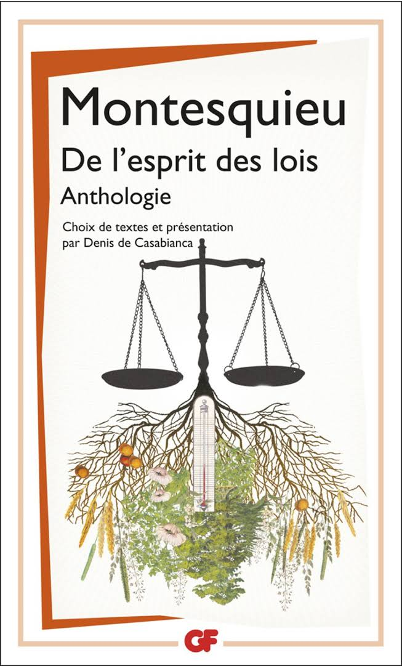 Montesquieu
De l'esprit des lois
Anthologie
Choix de textes et présentation
par Denis de Casabianca
GF